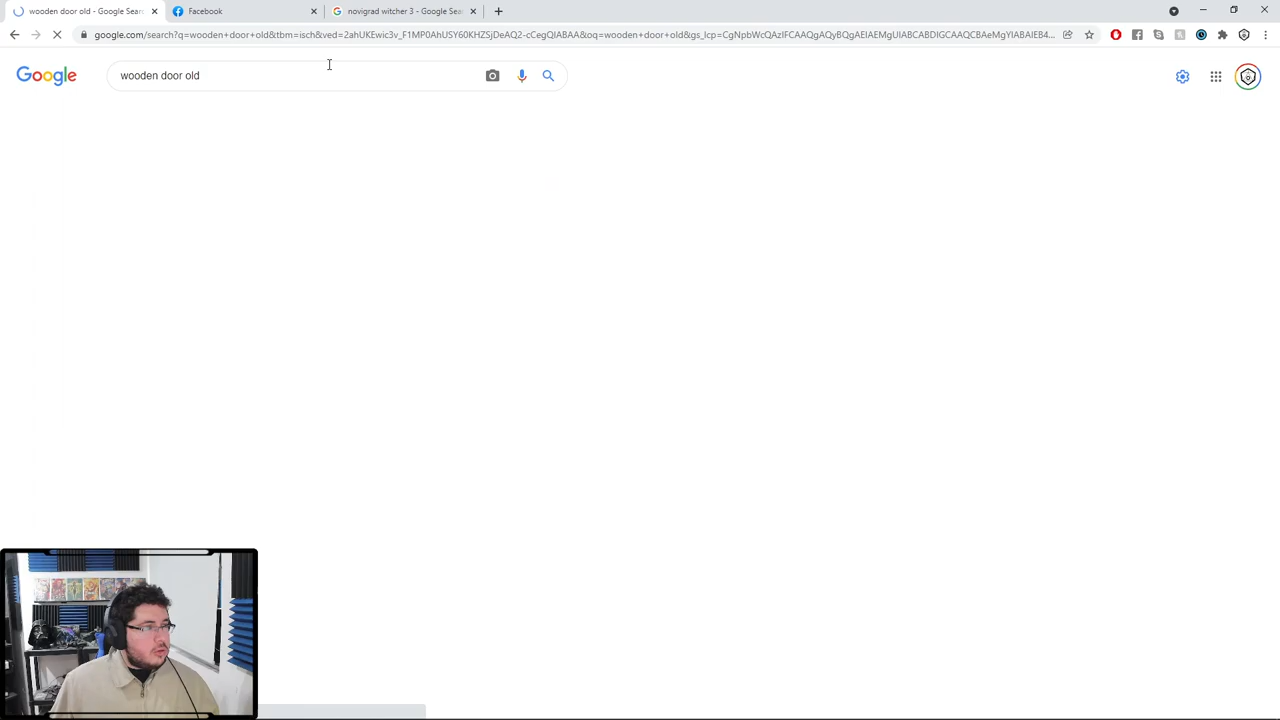 wooden door old - Google Searc
Facebook
novigrad witcher 3 - Google Sea
google.com/search?q=wooden+door+old&tbm=isch&ved=2ahUKEwic3v_F1MP0AhUSY60KHZSjDeAQ2-cCegQIABAA&oq=wooden+door+old&gs_lcp=CgNpbWcQAzIFCAAQgAQyBQgAEIAEMgUIABCABDIGCAAQCBAeMgYIABAIEB4...
Google
wooden door old